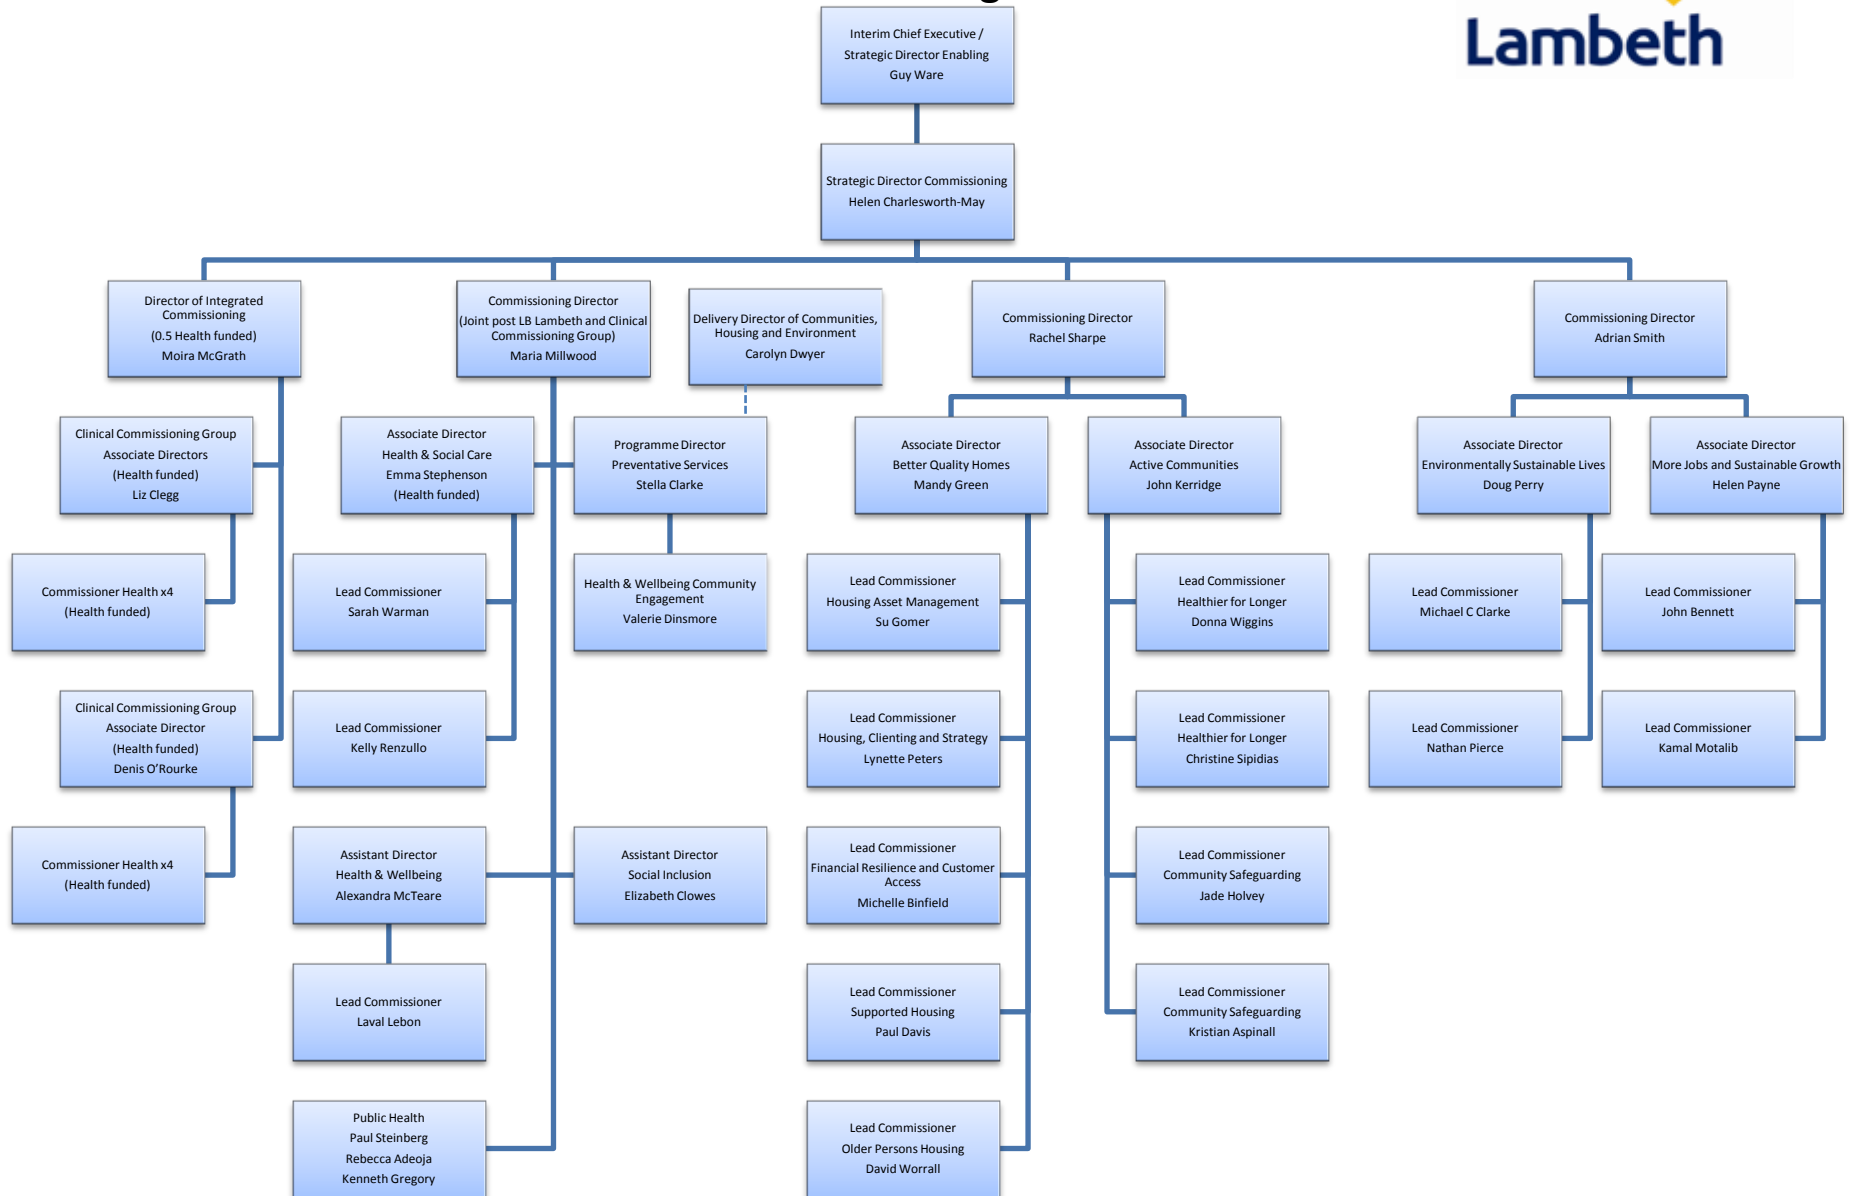 Lambeth
Interim Chief Executive /
Strategic Director Enabling
Guy Ware
Strategic Director Commissioning
Helen Charlesworth-May
Director of Integrated
Commissioning
(0.5 Health funded)
Moira McGrath
Commissioning Director
(Joint post LB Lambeth and Clinical
Commissioning Group)
Maria Millwood
Delivery Director of Communities,
Housing and Environment
Carolyn Dwyer
Commissioning Director
Rachel Sharpe
Commissioning Director
Adrian Smith
Clinical Commissioning Group
Associate Directors
(Health funded)
Liz Clegg
Associate Director
Health & Social Care
Emma Stephenson
(Health funded)
Programme Director
Preventative Services
Stella Clarke
Associate Director
Better Quality Homes
Mandy Green
Associate Director
Active Communities
John Kerridge
Associate Director
Environmentally Sustainable Lives
Doug Perry
Associate Director
More Jobs and Sustainable Growth
Helen Payne
Commissioner Health x4
(Health funded)
Lead Commissioner
Sarah Warman
Health & Wellbeing Community
Engagement
Valerie Dinsmore
Lead Commissioner
Housing Asset Management
Su Gomer
Lead Commissioner
Healthier for Longer
Donna Wiggins
Lead Commissioner
Michael C Clarke
Lead Commissioner
John Bennett
Clinical Commissioning Group
Associate Director
(Health funded)
Denis O’Rourke
Lead Commissioner
Kelly Renzullo
Lead Commissioner
Housing, Clienting and Strategy
Lynette Peters
Lead Commissioner
Healthier for Longer
Christine Sipidias
Lead Commissioner
Nathan Pierce
Lead Commissioner
Kamal Motalib
Commissioner Health x4
(Health funded)
Assistant Director
Health & Wellbeing
Alexandra McTeare
Assistant Director
Social Inclusion
Elizabeth Clowes
Lead Commissioner
Financial Resilience and Customer
Access
Michelle Binfield
Lead Commissioner
Community Safeguarding
Jade Holvey
Lead Commissioner
Laval Lebon
Lead Commissioner
Supported Housing
Paul Davis
Lead Commissioner
Community Safeguarding
Kristian Aspinall
Public Health
Paul Steinberg
Rebecca Adeoja
Kenneth Gregory
Lead Commissioner
Older Persons Housing
David Worrall